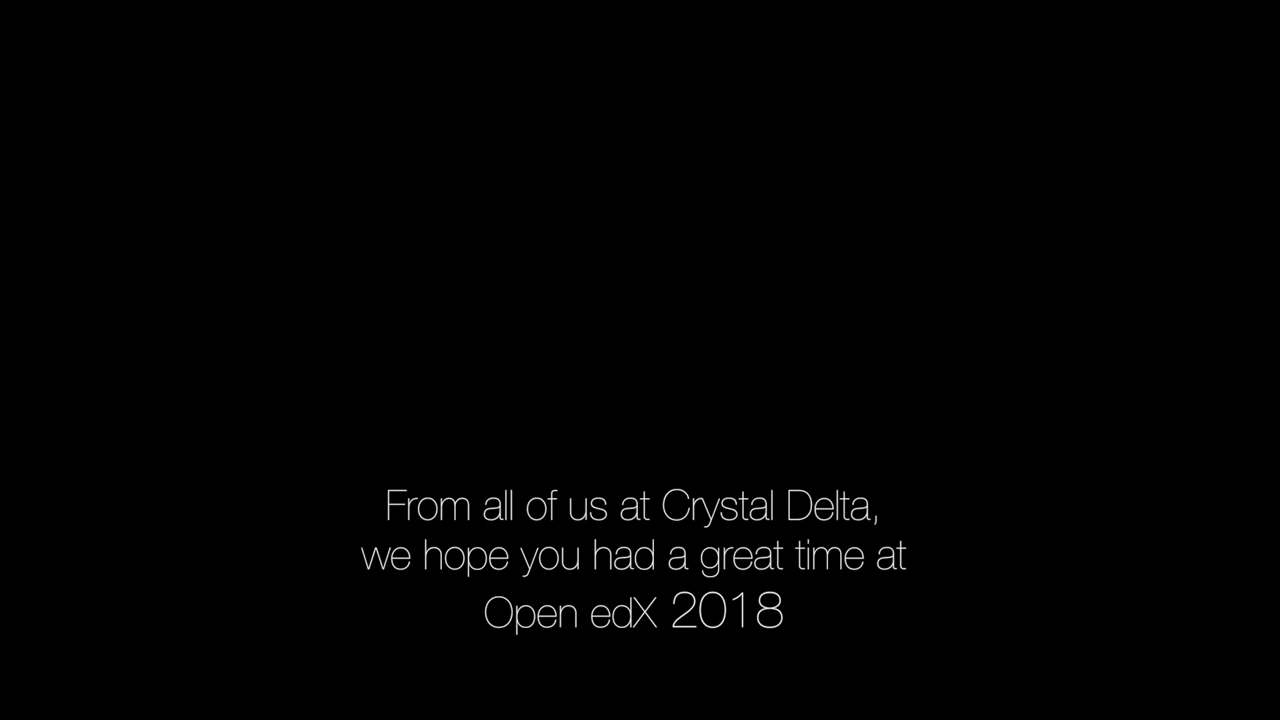 From all of us at Crystal Delta,
we hope you had a great time at
Open edX 2018